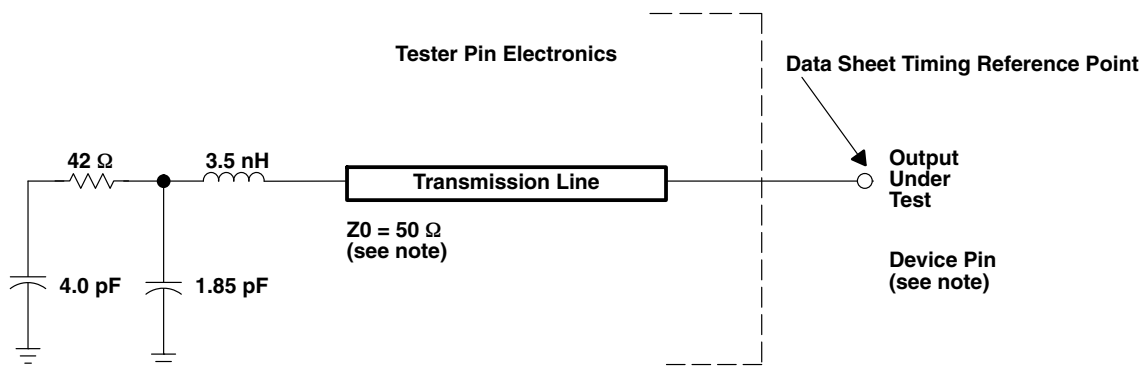 Tester Pin Electronics
Data Sheet Timing Reference Point
42 Ω
3.5 nH
Transmission Line
Output
Under
Test
Z0 = 50 Ω
(see note)
4.0 pF
1.85 pF
Device Pin
(see note)